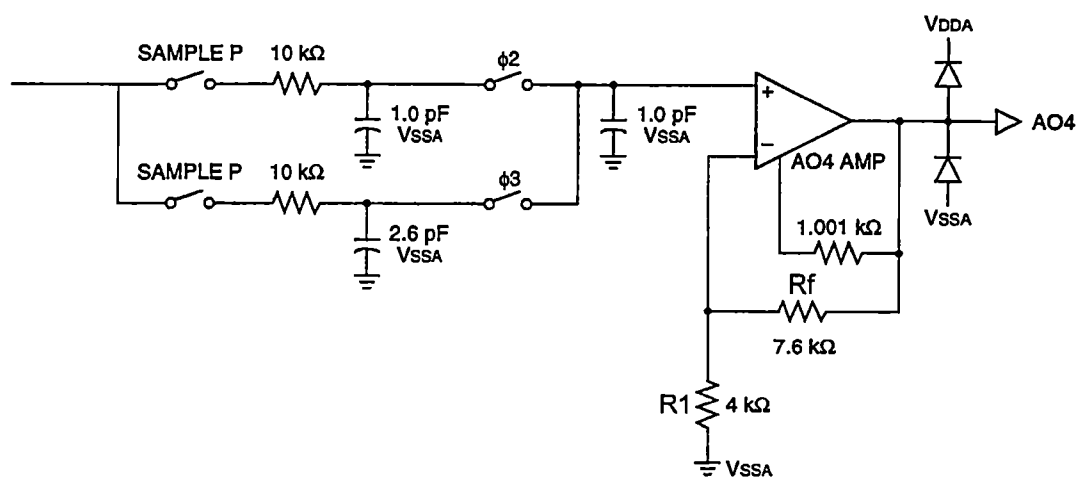 VDDA
SAMPLE P
10 kΩ
ϕ2
+
1.0 pF
VSSA
1.0 pF
VSSA
AO4
−
AO4 AMP
SAMPLE P
10 kΩ
ϕ3
VSSA
1.001 kΩ
2.6 pF
VSSA
Rf
7.6 kΩ
R1
4 kΩ
VSSA